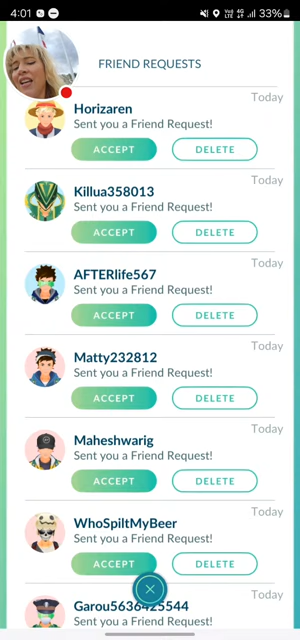 4:01
33%
FRIEND REQUESTS
Today
Horizaren
Sent you a Friend Request!
ACCEPT
DELETE
Today
Killua358013
Sent you a Friend Request!
ACCEPT
DELETE
Today
AFTERlife567
Sent you a Friend Request!
ACCEPT
DELETE
Today
Matty232812
Sent you a Friend Request!
ACCEPT
DELETE
Today
Maheshwarig
Sent you a Friend Request!
ACCEPT
DELETE
Today
WhoSpiltMyBeer
Sent you a Friend Request!
ACCEPT
DELETE
Today
Garou5636425544
Sent you a Friend Request!